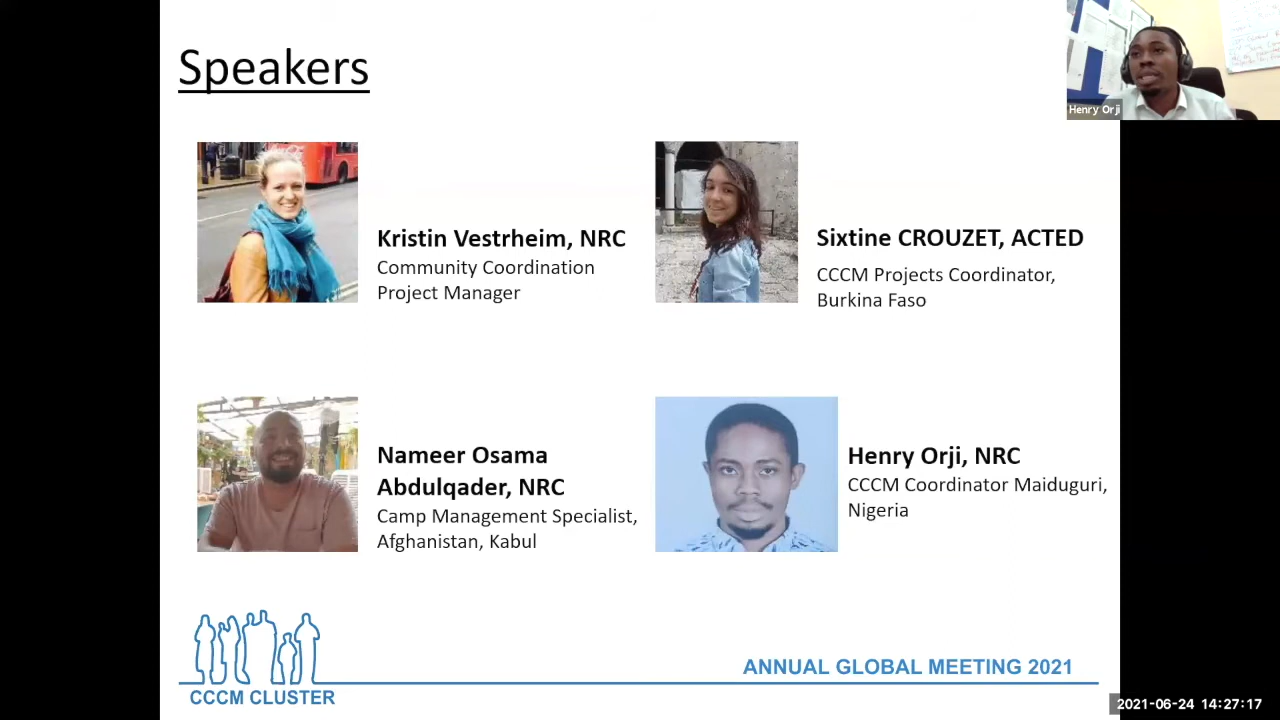 Speakers
Henry Orji
Kristin Vestrheim, NRC
Community Coordination
Project Manager
Sixtine CROUZET, ACTED
CCCM Projects Coordinator,
Burkina Faso
Nameer Osama
Abdulqader, NRC
Camp Management Specialist,
Afghanistan, Kabul
Henry Orji, NRC
CCCM Coordinator Maiduguri,
Nigeria
CCCM CLUSTER
ANNUAL GLOBAL MEETING 2021
2021-06-24 14:27:17